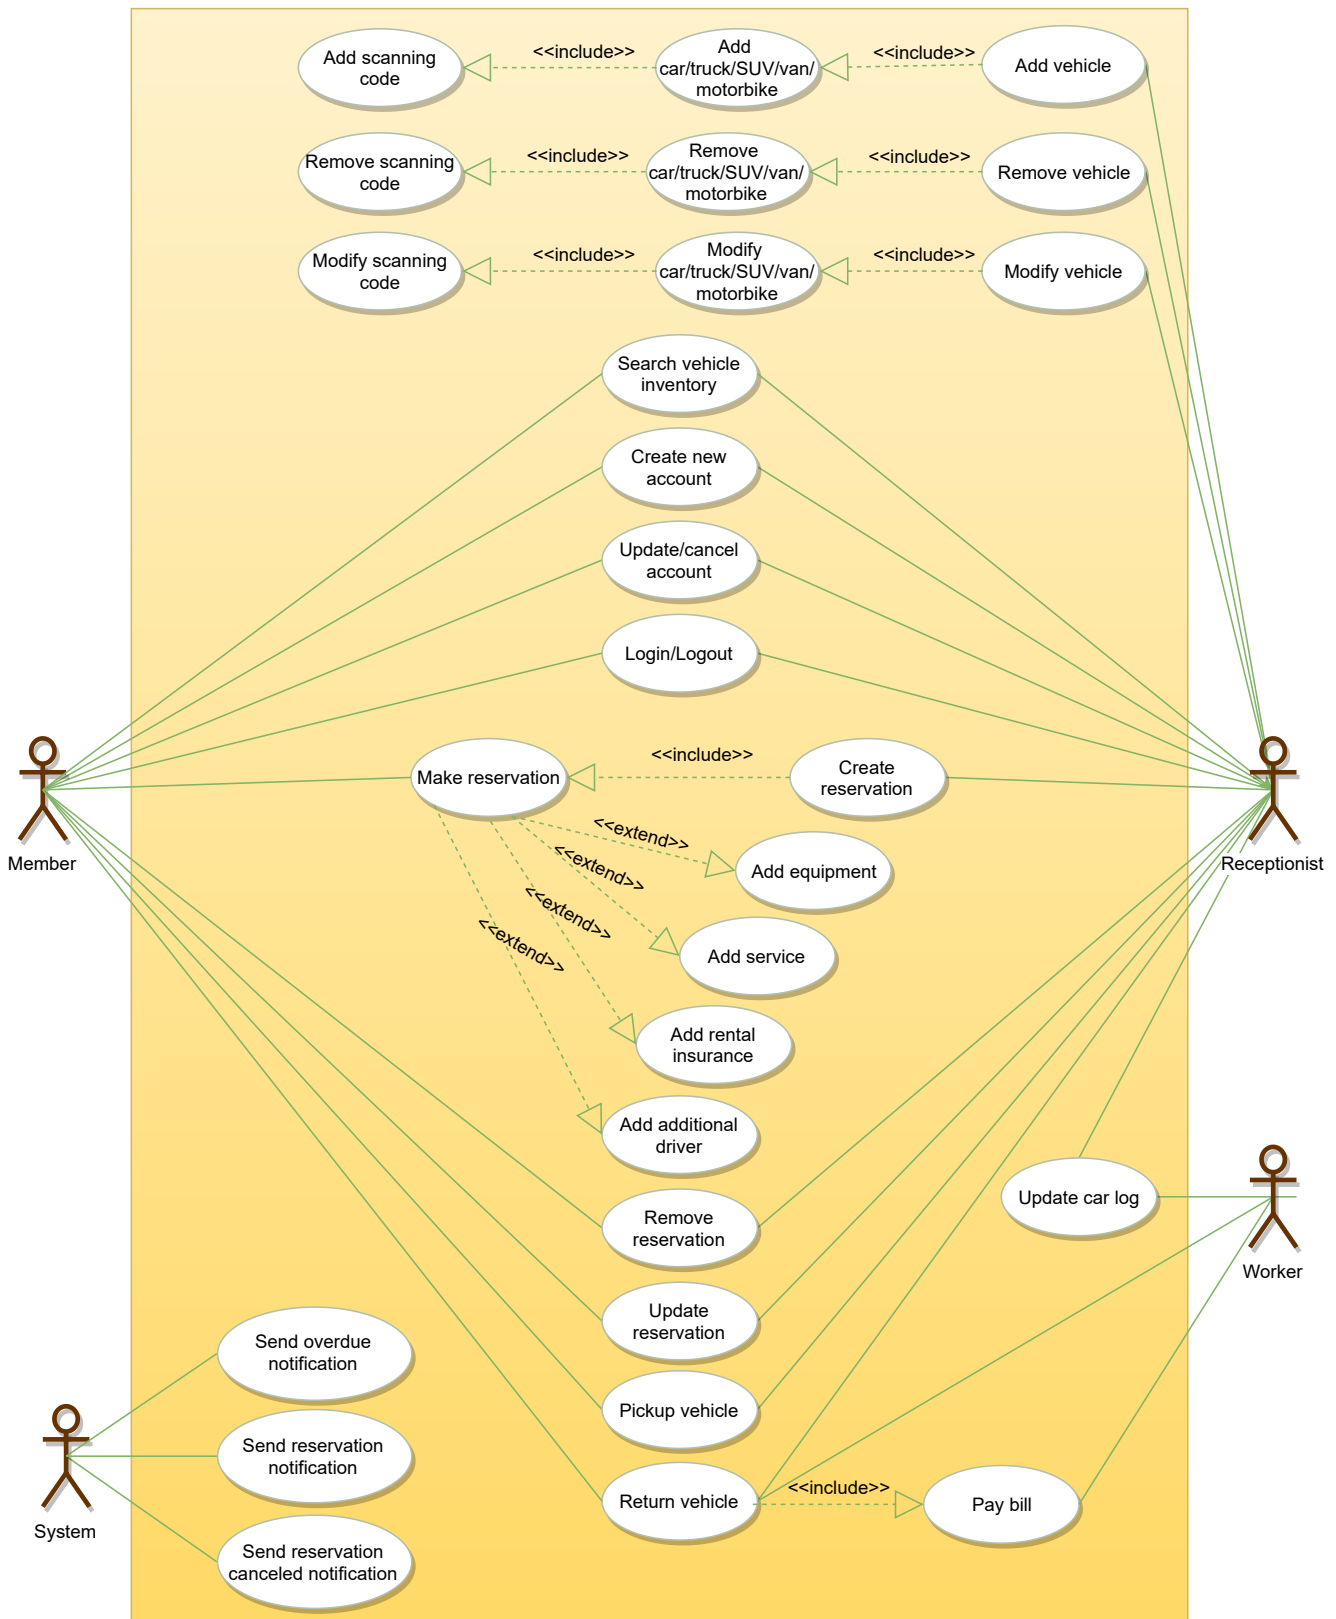 Add scanning
code
<<include>>
Add
car/truck/SUV/van/
motorbike
<<include>>
Add vehicle
Remove scanning
code
<<include>>
Remove
car/truck/SUV/van/
motorbike
<<include>>
Remove vehicle
Modify scanning
code
<<include>>
Modify
car/truck/SUV/van/
motorbike
<<include>>
Modify vehicle
Search vehicle
inventory
Create new
account
Update/cancel
account
Login/Logout
Make reservation
<<include>>
Create
reservation
Member
Receptionist
<<extend>>
Add equipment
<<extend>>
Add service
<<extend>>
Add rental
insurance
<<extend>>
Add additional
driver
Remove
reservation
Update car log
Worker
Update
reservation
Send overdue
notification
Pickup vehicle
Send reservation
notification
Return vehicle
<<include>>
Pay bill
System
Send reservation
canceled notification